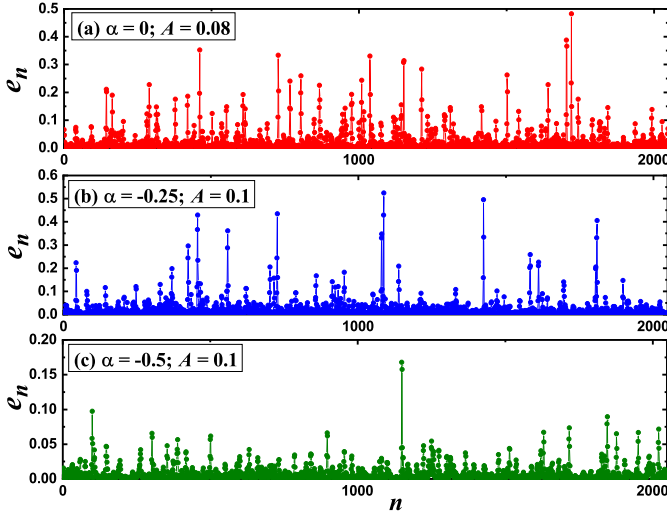 0.5
0.4
0.3
0.2
0.1
0.0
e_n
(a) α = 0; A = 0.08
0 1000 2000
0.6
0.5
0.4
0.3
0.2
0.1
0.0
e_n
(b) α = -0.25; A = 0.1
0 1000 2000
0.20
0.15
0.10
0.05
0.00
e_n
(c) α = -0.5; A = 0.1
0 1000 2000
n